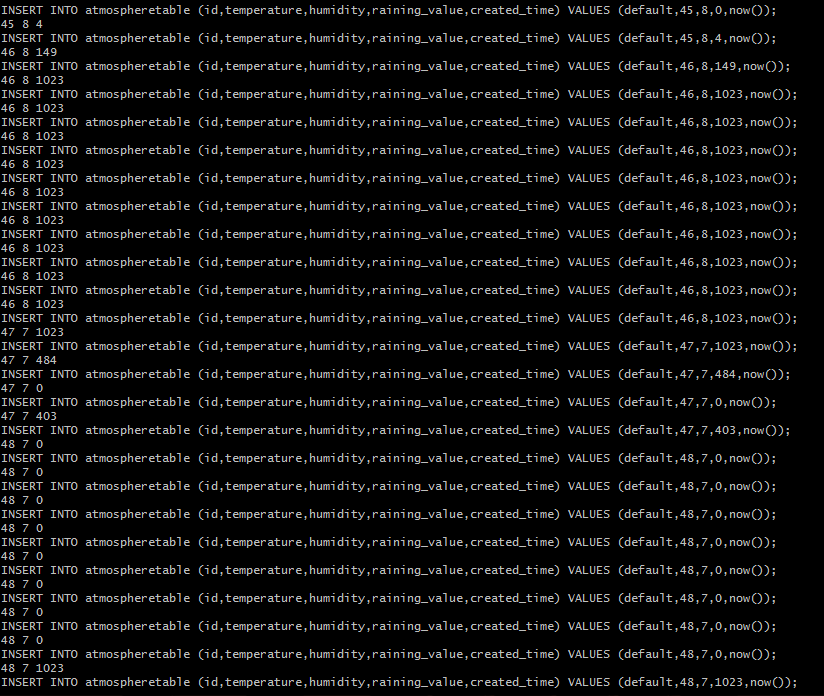 INSERT INTO atmospheretable (id,temperature,humidity,raining_value,created_time) VALUES (default,45,8,0,now());
45 8 4
INSERT INTO atmospheretable (id,temperature,humidity,raining_value,created_time) VALUES (default,45,8,4,now());
46 8 149
INSERT INTO atmospheretable (id,temperature,humidity,raining_value,created_time) VALUES (default,46,8,149,now());
46 8 1023
INSERT INTO atmospheretable (id,temperature,humidity,raining_value,created_time) VALUES (default,46,8,1023,now());
46 8 1023
INSERT INTO atmospheretable (id,temperature,humidity,raining_value,created_time) VALUES (default,46,8,1023,now());
46 8 1023
INSERT INTO atmospheretable (id,temperature,humidity,raining_value,created_time) VALUES (default,46,8,1023,now());
46 8 1023
INSERT INTO atmospheretable (id,temperature,humidity,raining_value,created_time) VALUES (default,46,8,1023,now());
46 8 1023
INSERT INTO atmospheretable (id,temperature,humidity,raining_value,created_time) VALUES (default,46,8,1023,now());
46 8 1023
INSERT INTO atmospheretable (id,temperature,humidity,raining_value,created_time) VALUES (default,46,8,1023,now());
46 8 1023
INSERT INTO atmospheretable (id,temperature,humidity,raining_value,created_time) VALUES (default,46,8,1023,now());
46 8 1023
INSERT INTO atmospheretable (id,temperature,humidity,raining_value,created_time) VALUES (default,46,8,1023,now());
46 8 1023
INSERT INTO atmospheretable (id,temperature,humidity,raining_value,created_time) VALUES (default,46,8,1023,now());
47 7 1023
INSERT INTO atmospheretable (id,temperature,humidity,raining_value,created_time) VALUES (default,47,7,1023,now());
47 7 484
INSERT INTO atmospheretable (id,temperature,humidity,raining_value,created_time) VALUES (default,47,7,484,now());
47 7 0
INSERT INTO atmospheretable (id,temperature,humidity,raining_value,created_time) VALUES (default,47,7,0,now());
47 7 403
INSERT INTO atmospheretable (id,temperature,humidity,raining_value,created_time) VALUES (default,47,7,403,now());
48 7 0
INSERT INTO atmospheretable (id,temperature,humidity,raining_value,created_time) VALUES (default,48,7,0,now());
48 7 0
INSERT INTO atmospheretable (id,temperature,humidity,raining_value,created_time) VALUES (default,48,7,0,now());
48 7 0
INSERT INTO atmospheretable (id,temperature,humidity,raining_value,created_time) VALUES (default,48,7,0,now());
48 7 0
INSERT INTO atmospheretable (id,temperature,humidity,raining_value,created_time) VALUES (default,48,7,0,now());
48 7 0
INSERT INTO atmospheretable (id,temperature,humidity,raining_value,created_time) VALUES (default,48,7,0,now());
48 7 0
INSERT INTO atmospheretable (id,temperature,humidity,raining_value,created_time) VALUES (default,48,7,0,now());
48 7 0
INSERT INTO atmospheretable (id,temperature,humidity,raining_value,created_time) VALUES (default,48,7,0,now());
48 7 0
INSERT INTO atmospheretable (id,temperature,humidity,raining_value,created_time) VALUES (default,48,7,0,now());
48 7 1023
INSERT INTO atmospheretable (id,temperature,humidity,raining_value,created_time) VALUES (default,48,7,1023,now());